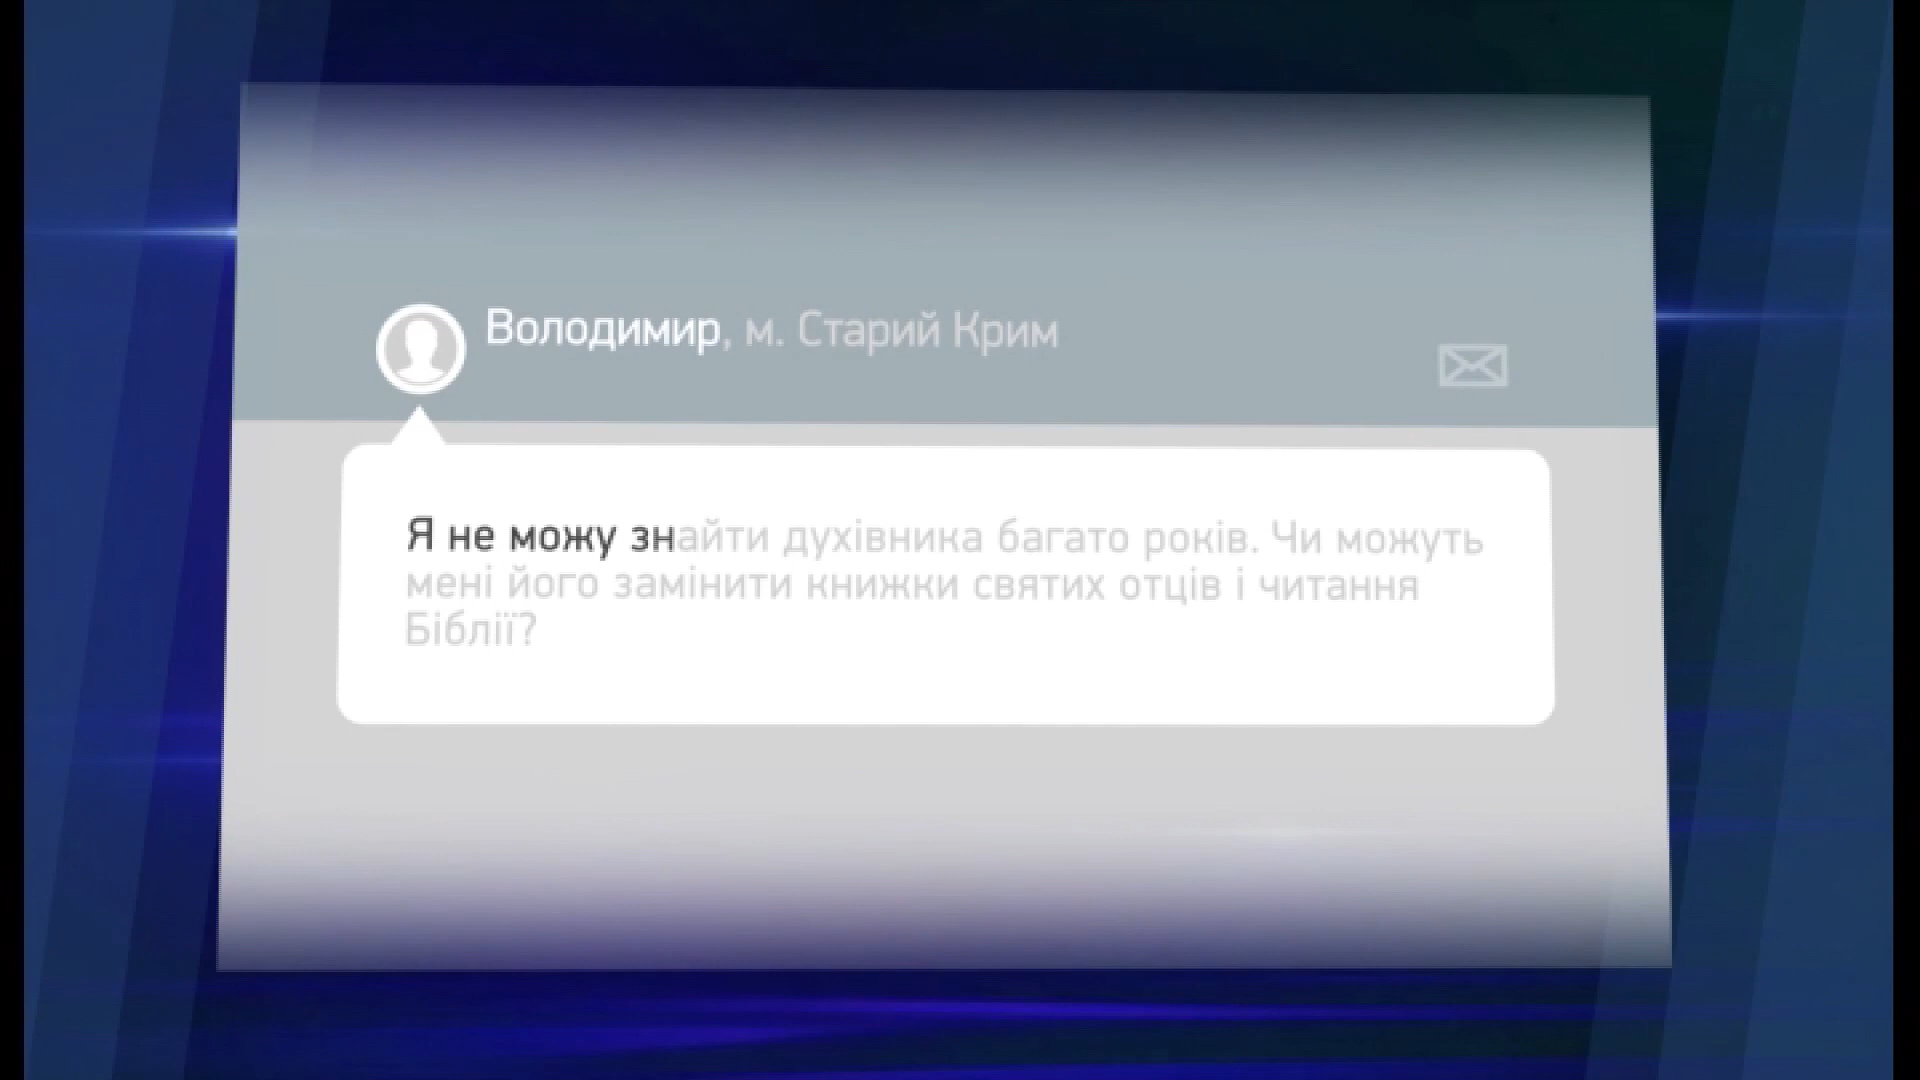 Володимир, м. Старий Крим
Я не можу знайти духівника багато років. Чи можуть
мені його замінити книжки святих отців і читання
Біблії?